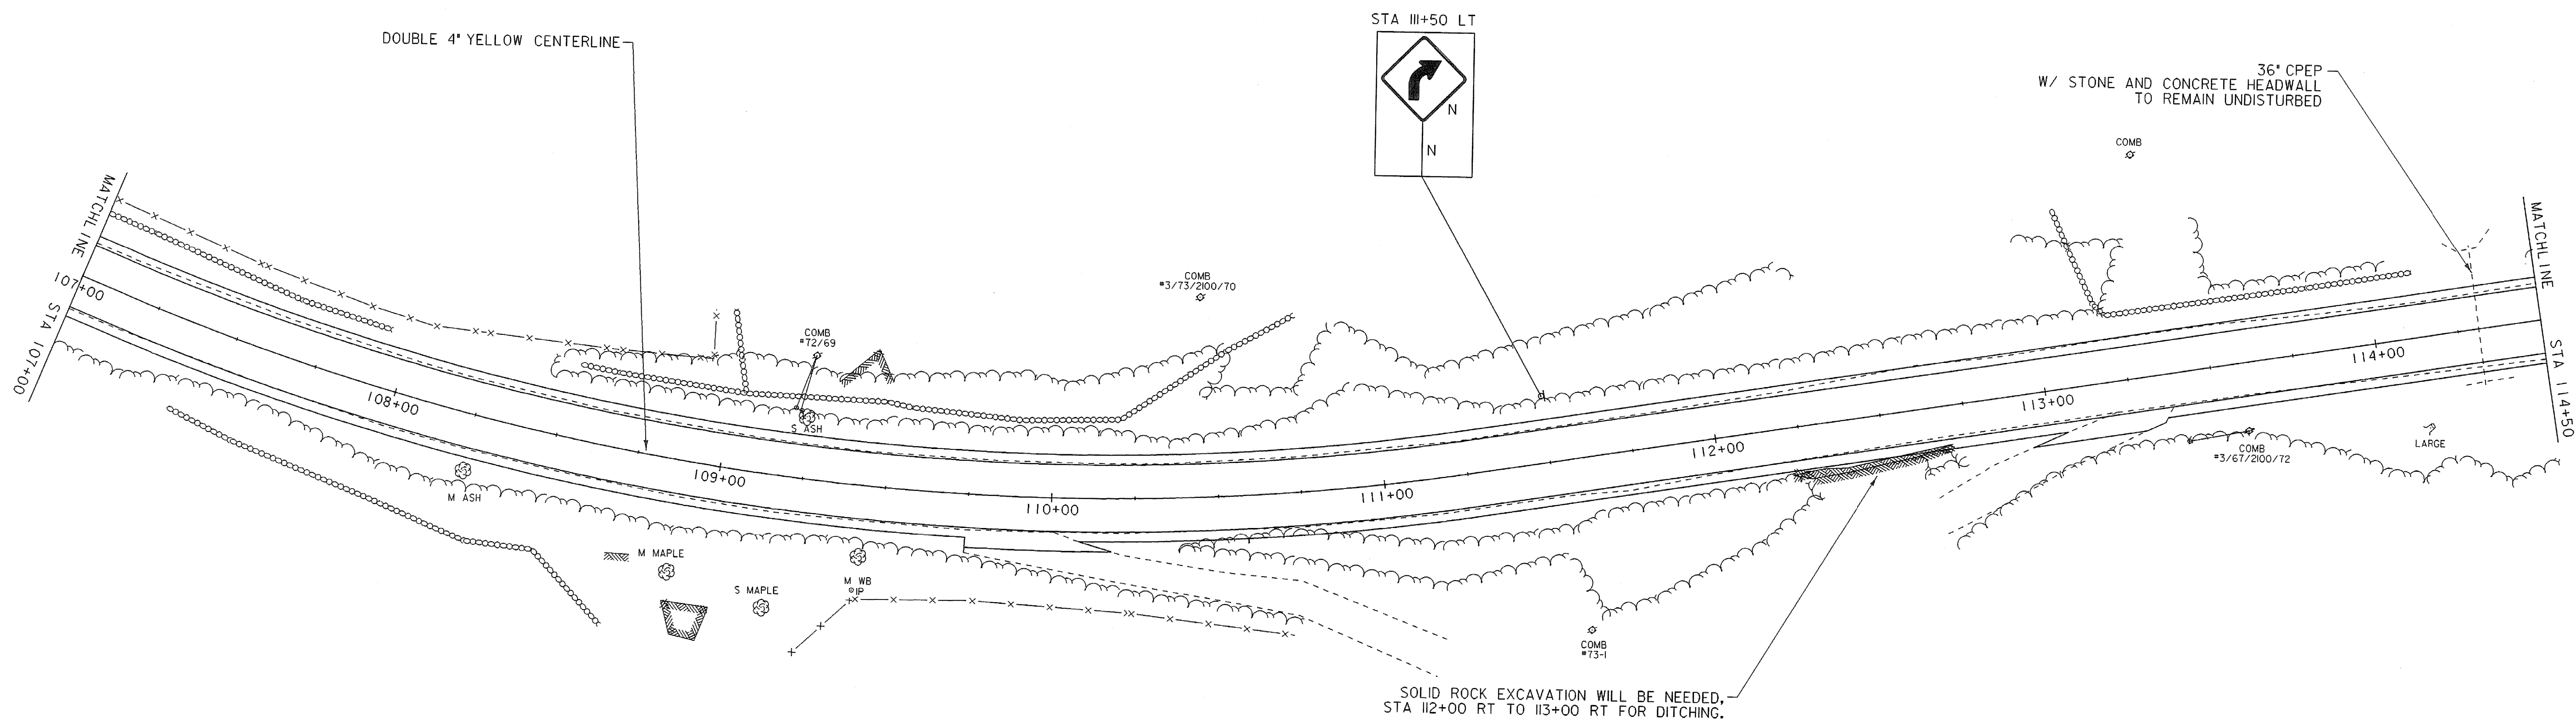 STA 111+50 LT
DOUBLE 4" YELLOW CENTERLINE
N
N
36" CPEP
W/ STONE AND CONCRETE HEADWALL
TO REMAIN UNDISTURBED
COMB
MATCHLINE
STA 107+00
107+00
MATCHLINE
STA 114+50
COMB
#3/73/2100/70
COMB
#72/69
S ASH
108+00
109+00
110+00
111+00
112+00
113+00
114+00
M ASH
LARGE
COMB
#3/67/2100/72
M MAPLE
S MAPLE
M WB
IP
COMB
#73-1
SOLID ROCK EXCAVATION WILL BE NEEDED,
STA 112+00 RT TO 113+00 RT FOR DITCHING.